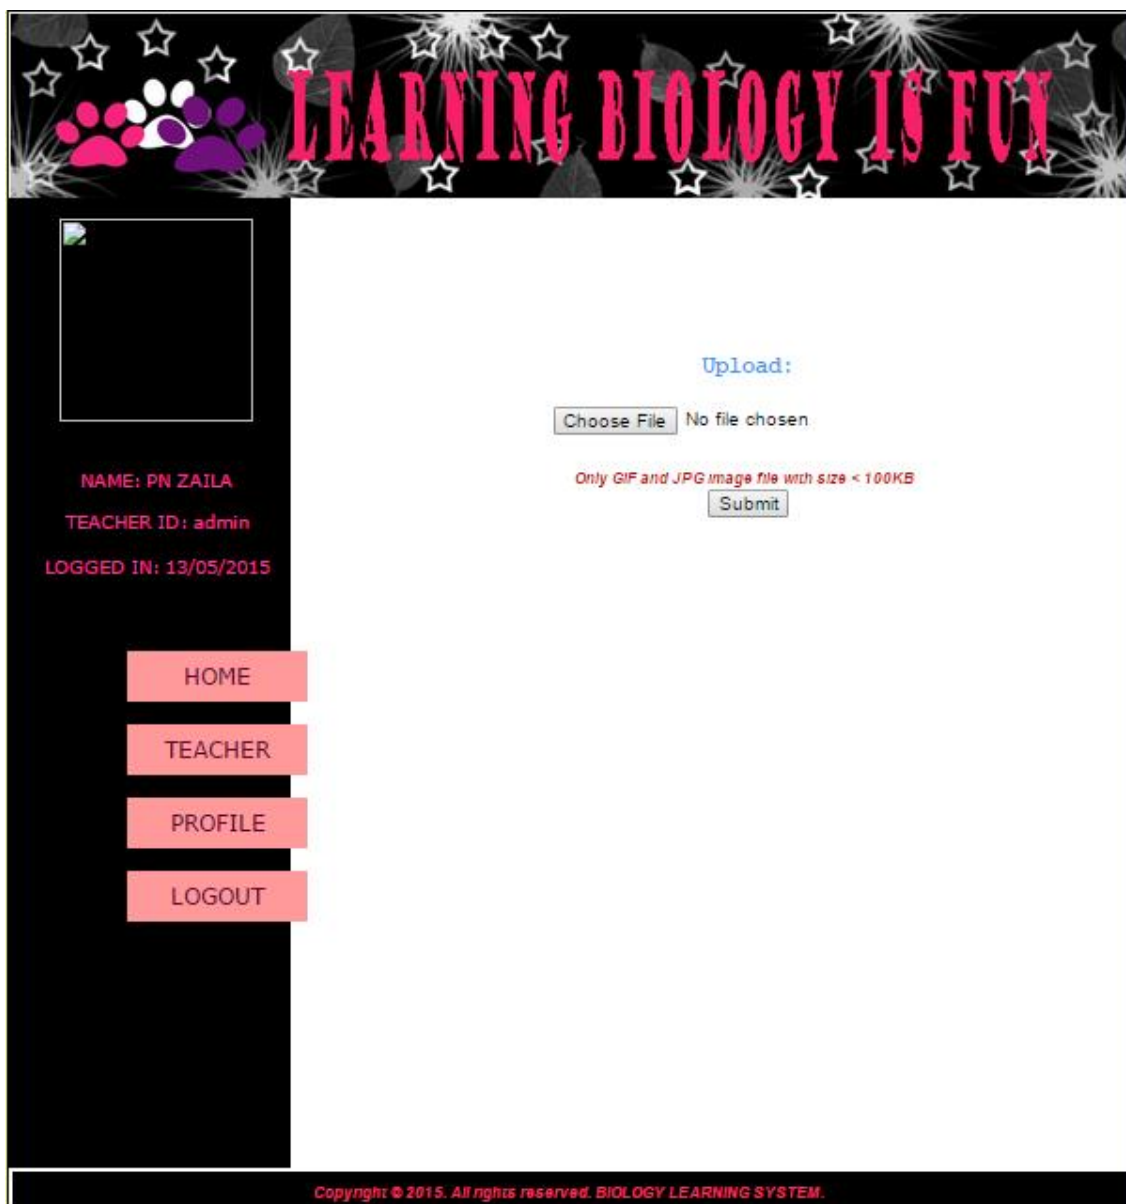 LEARNING BIOLOGY IS FUN
Upload:
Choose File No file chosen
Only GIF and JPG image file with size < 100KB
Submit
NAME: PN ZAILA
TEACHER ID: admin
LOGGED IN: 13/05/2015
HOME
TEACHER
PROFILE
LOGOUT
Copyright © 2015. All rights reserved. BIOLOGY LEARNING SYSTEM.